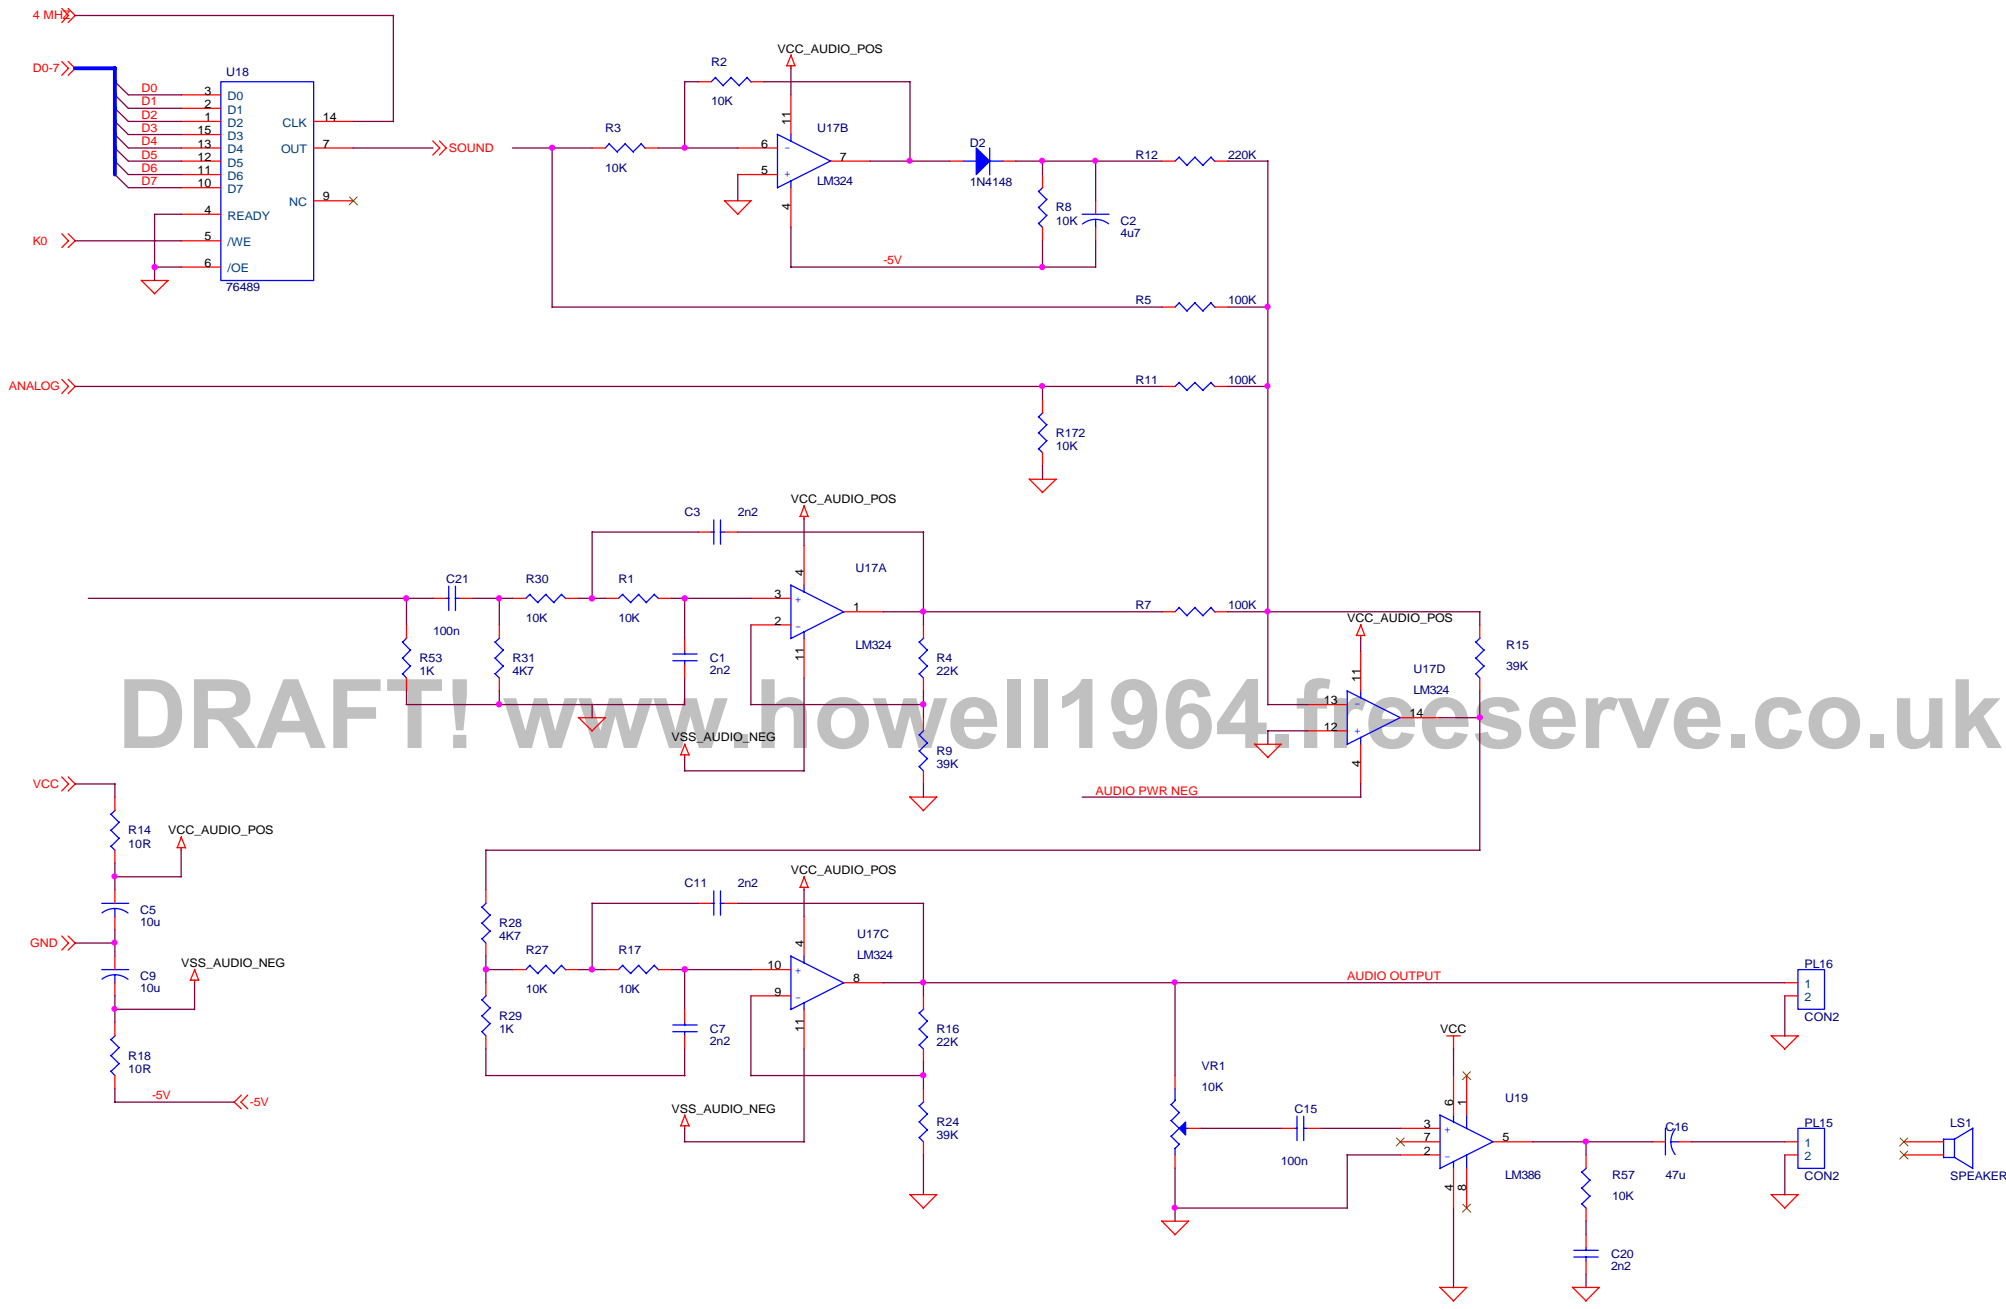 4 MHz
D0-7
D0
D1
D2
D3
D4
D5
D6
D7
U18
3 D0
2 D1
1 D2
15 D3
13 D4
12 D5
11 D6
10 D7
4 READY
5 /WE
6 /OE
CLK 14
OUT 7
NC 9
76489
K0
SOUND
R3
10K
R2
10K
VCC_AUDIO_POS
11
U17B
6 -
5 +
7
4
LM324
D2
1N4148
R8
10K
C2
4u7
-5V
R12 220K
R5 100K
ANALOG
R11 100K
R172
10K
C3 2n2
VCC_AUDIO_POS
4
U17A
C21
100n
R30
10K
R1
10K
3 +
2 -
1
11
LM324
R53
1K
R31
4K7
C1
2n2
R4
22K
R7 100K
VCC_AUDIO_POS
11
U17D
LM324
R15
39K
13 -
12 +
14
4
DRAFT! www.howell1964.freeserve.co.uk
VSS_AUDIO_NEG
R9
39K
AUDIO PWR NEG
VCC
R14
10R
VCC_AUDIO_POS
C5
10u
GND
C9
10u
VSS_AUDIO_NEG
R18
10R
-5V
-5V
C11 2n2
VCC_AUDIO_POS
4
U17C
LM324
R28
4K7
R27
10K
R17
10K
10 +
9 -
8
11
R29
1K
C7
2n2
R16
22K
VSS_AUDIO_NEG
R24
39K
AUDIO OUTPUT
PL16
1
2
CON2
VCC
VR1
10K
C15
100n
6
1
U19
3 +
7
2 -
5
4
8
LM386
R57
10K
C16
47u
PL15
1
2
CON2
LS1
SPEAKER
C20
2n2